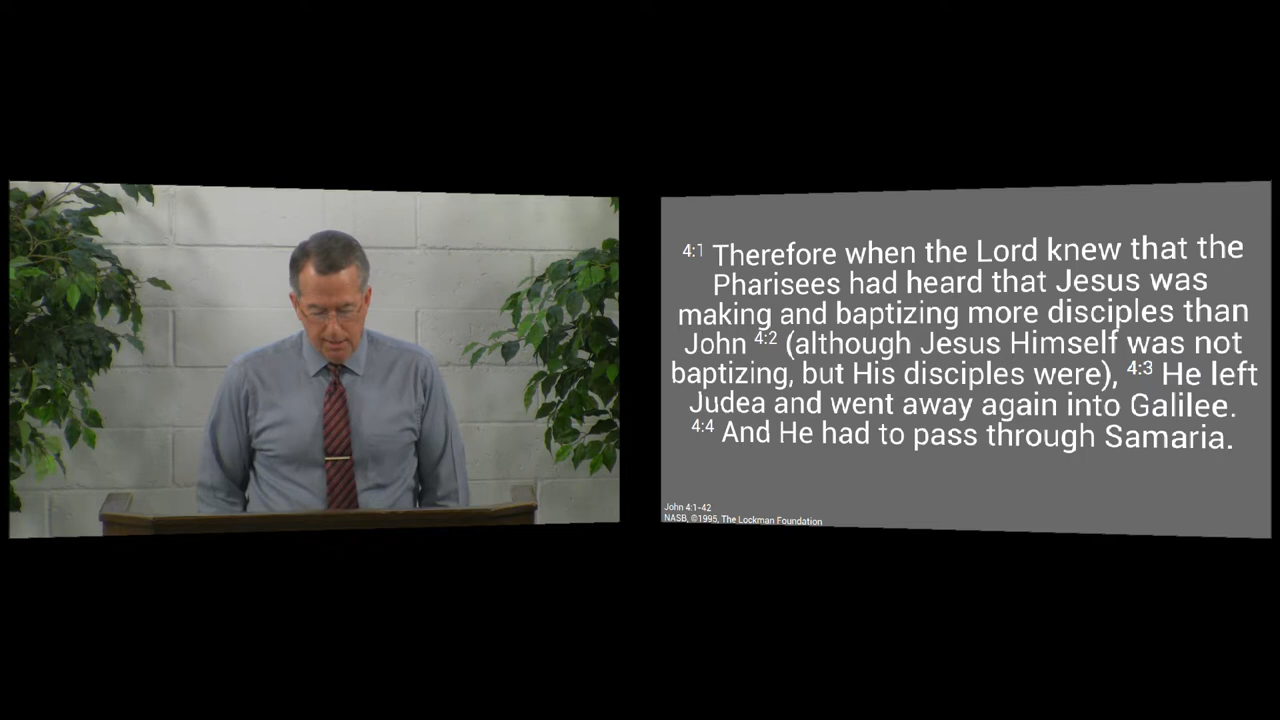 4:1 Therefore when the Lord knew that the
Pharisees had heard that Jesus was
making and baptizing more disciples than
John 4:2 (although Jesus Himself was not
baptizing, but His disciples were), 4:3 He left
Judea and went away again into Galilee.
4:4 And He had to pass through Samaria.
John 4:1-42
NASB, ©1995, The Lockman Foundation